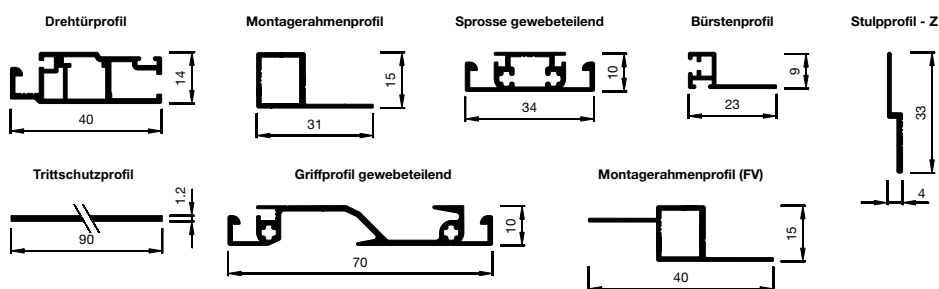 Drehtürprofil
14
40
Montagerahmenprofil
15
31
Sprosse gewebeteilend
10
34
Bürstenprofil
9
23
Stulpprofil - Z
33
4
Trittschutzprofil
1.2
90
Griffprofil gewebeteilend
10
70
Montagerahmenprofil (FV)
15
40